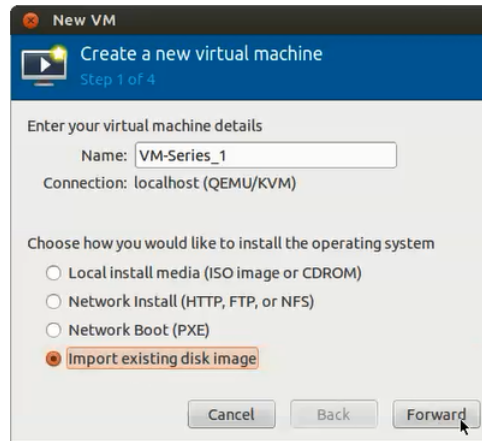 New VM
Create a new virtual machine
Step 1 of 4
Enter your virtual machine details
Name: VM-Series_1
Connection: localhost (QEMU/KVM)
Choose how you would like to install the operating system
Local install media (ISO image or CDROM)
Network Install (HTTP, FTP, or NFS)
Network Boot (PXE)
Import existing disk image
Cancel Back Forward